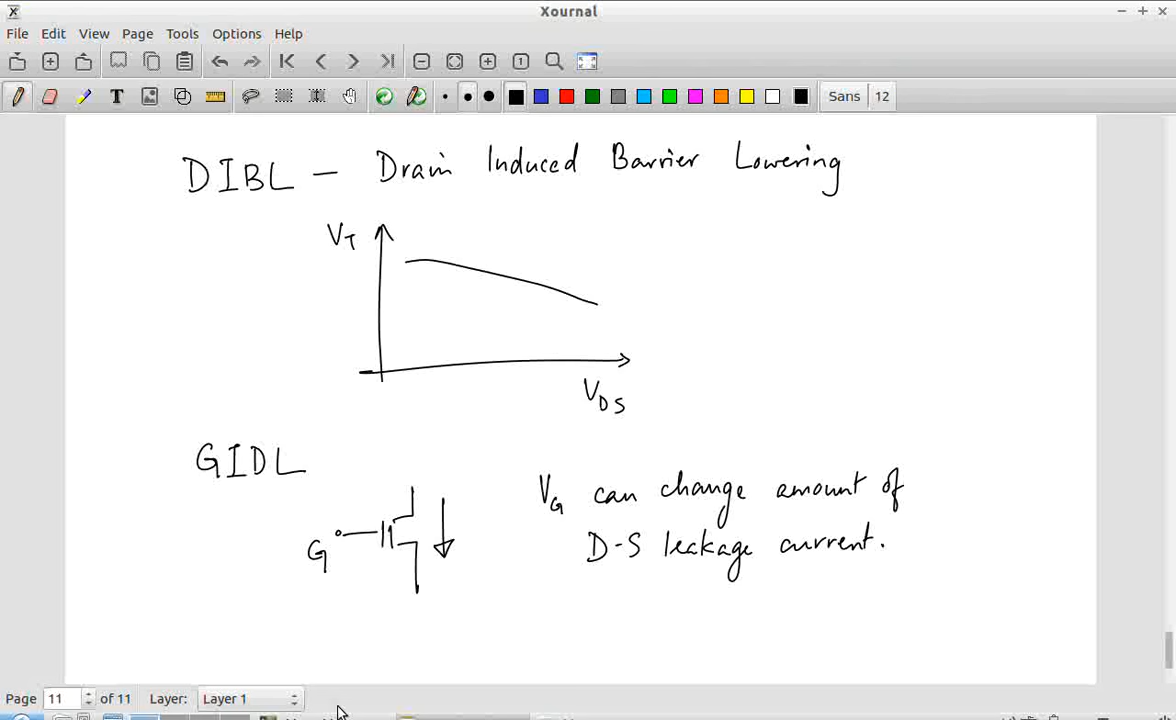 Xournal
File Edit View Page Tools Options Help
Sans 12
DIBL - Drain Induced Barrier Lowering
VT
VDS
GIDL
VG can change amount of
D-S leakage current.
G
Page 11 of 11 Layer: Layer 1